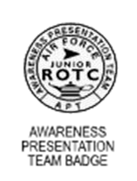 AWARENESS PRESENTATION TEAM
AIR FORCE
JUNIOR
ROTC
APT
AWARENESS
PRESENTATION
TEAM BADGE